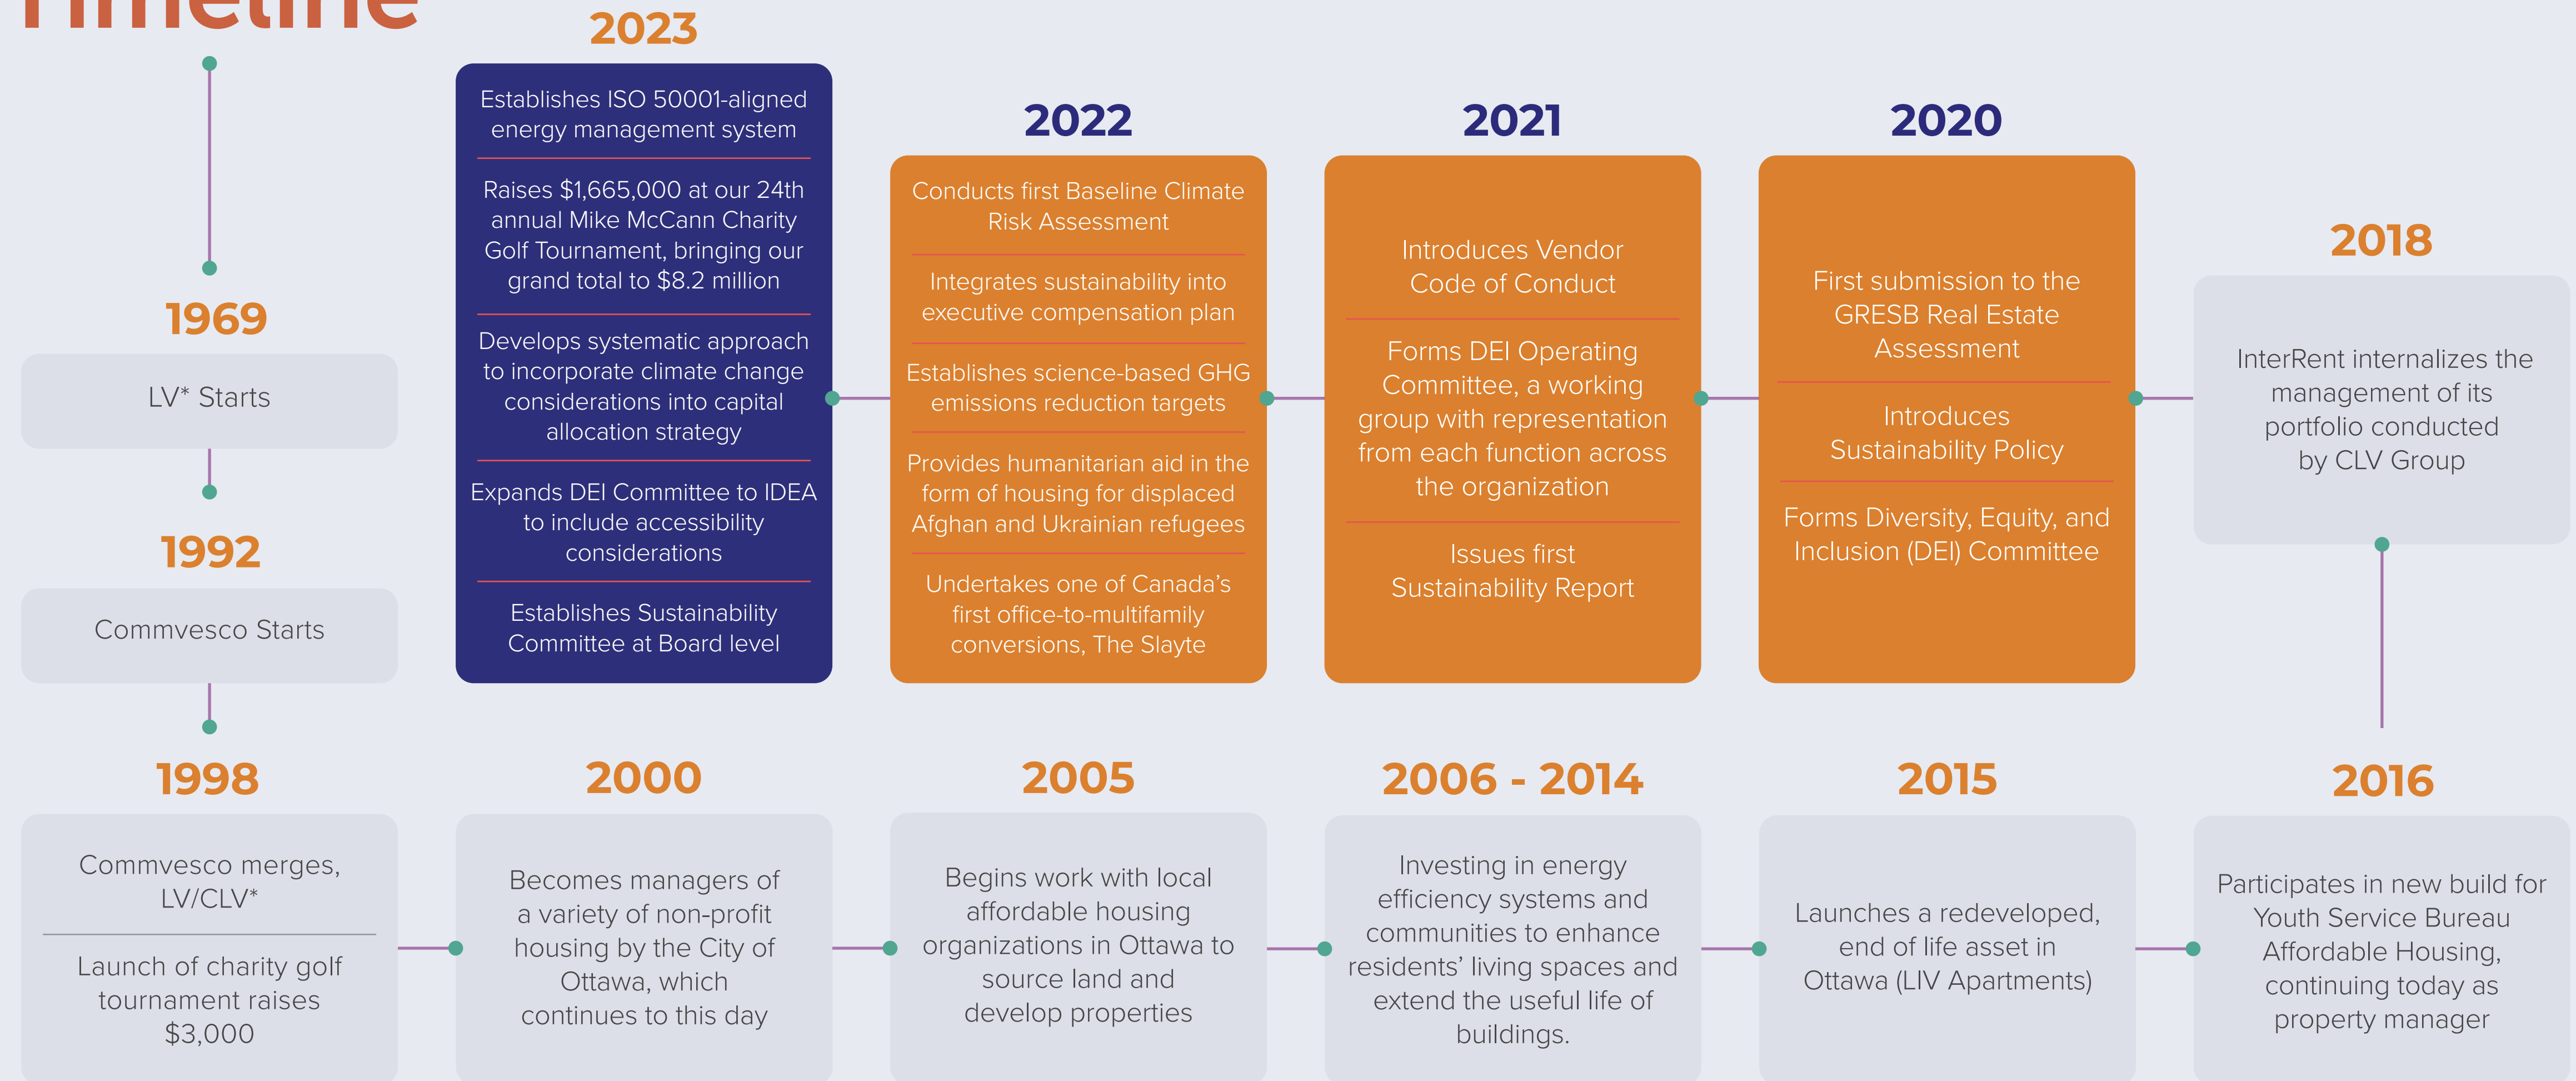 Timeline
1969
LV* Starts
1992
Commvesco Starts
1998
Commvesco merges,
LV/CLV*
Launch of charity golf
tournament raises
$3,000
2000
Becomes managers of
a variety of non-profit
housing by the City of
Ottawa, which
continues to this day
2005
Begins work with local
affordable housing
organizations in Ottawa to
source land and
develop properties
2006 - 2014
Investing in energy
efficiency systems and
communities to enhance
residents’ living spaces and
extend the useful life of
buildings.
2015
Launches a redeveloped,
end of life asset in
Ottawa (LIV Apartments)
2016
Participates in new build for
Youth Service Bureau
Affordable Housing,
continuing today as
property manager
2018
InterRent internalizes the
management of its
portfolio conducted
by CLV Group
2020
First submission to the
GRESB Real Estate
Assessment
Introduces
Sustainability Policy
Forms Diversity, Equity, and
Inclusion (DEI) Committee
2021
Introduces Vendor
Code of Conduct
Forms DEI Operating
Committee, a working
group with representation
from each function across
the organization
Issues first
Sustainability Report
2022
Conducts first Baseline Climate
Risk Assessment
Integrates sustainability into
executive compensation plan
Establishes science-based GHG
emissions reduction targets
Provides humanitarian aid in the
form of housing for displaced
Afghan and Ukrainian refugees
Undertakes one of Canada’s
first office-to-multifamily
conversions, The Slayte
2023
Establishes ISO 50001-aligned
energy management system
Raises $1,665,000 at our 24th
annual Mike McCann Charity
Golf Tournament, bringing our
grand total to $8.2 million
Develops systematic approach
to incorporate climate change
considerations into capital
allocation strategy
Expands DEI Committee to IDEA
to include accessibility
considerations
Establishes Sustainability
Committee at Board level